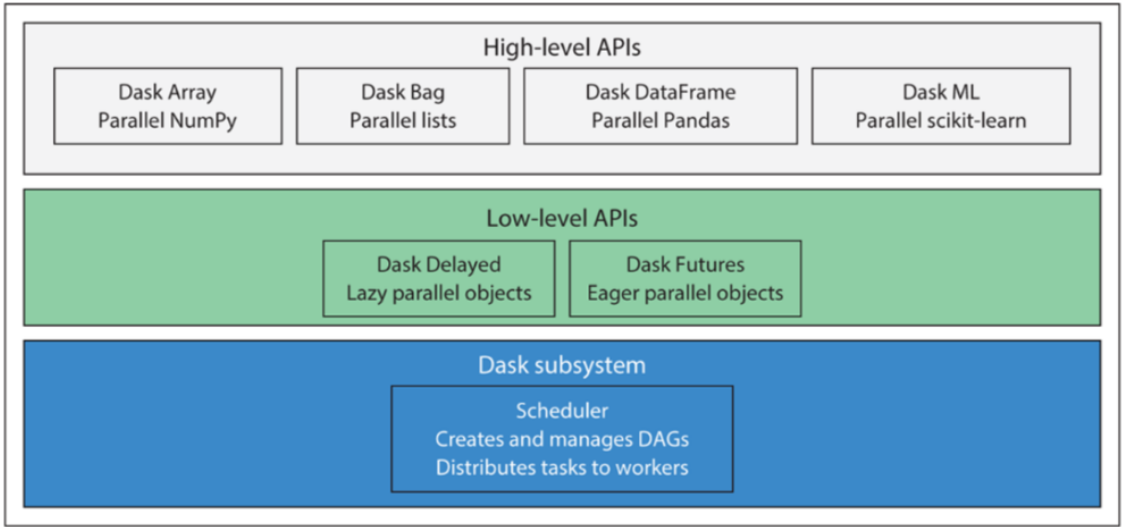 High-level APIs
Dask Array
Parallel NumPy
Dask Bag
Parallel lists
Dask DataFrame
Parallel Pandas
Dask ML
Parallel scikit-learn
Low-level APIs
Dask Delayed
Lazy parallel objects
Dask Futures
Eager parallel objects
Dask subsystem
Scheduler
Creates and manages DAGs
Distributes tasks to workers